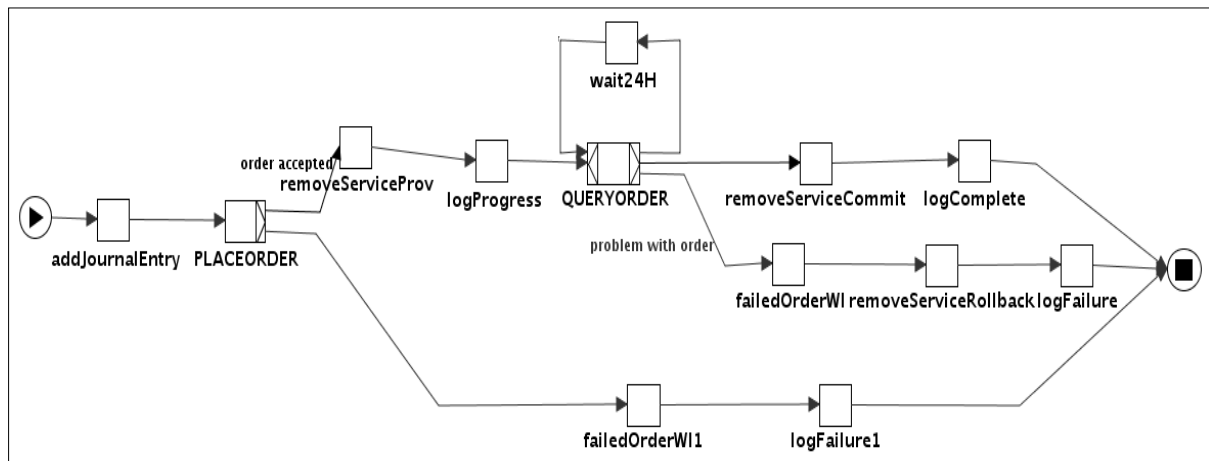 wait24H
order accepted
removeServiceProv
logProgress
QUERYORDER
removeServiceCommit
logComplete
addJournalEntry
PLACEORDER
problem with order
failedOrderWI
removeServiceRollback
logFailure
failedOrderWI1
logFailure1